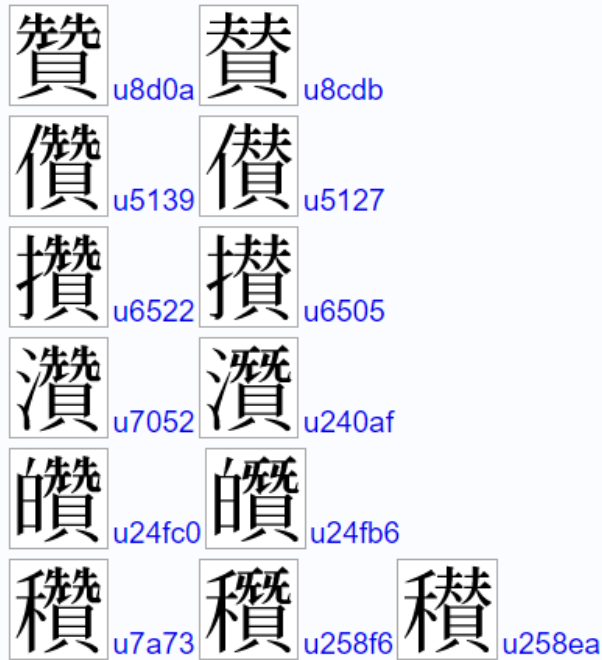 贊 u8d0a 賛 u8cdb
儹 u5139 儧 u5127
攢 u6522 攅 u6505
灒 u7052 𤂯 u240af
𤿀 u24fc0 𤾶 u24fb6
穳 u7a73 𥣶 u258f6 𥣪 u258ea